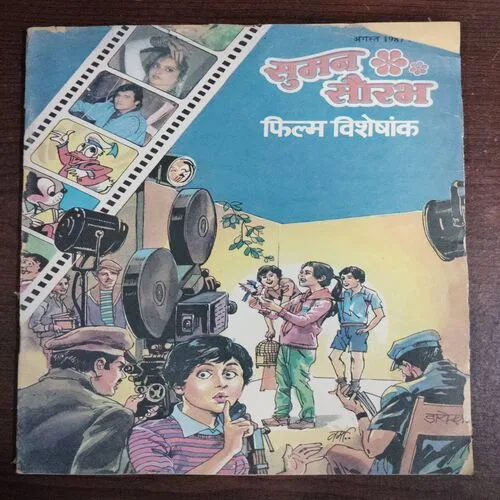 अगस्त 1987
सुमन
सौरभ
फिल्म विशेषांक